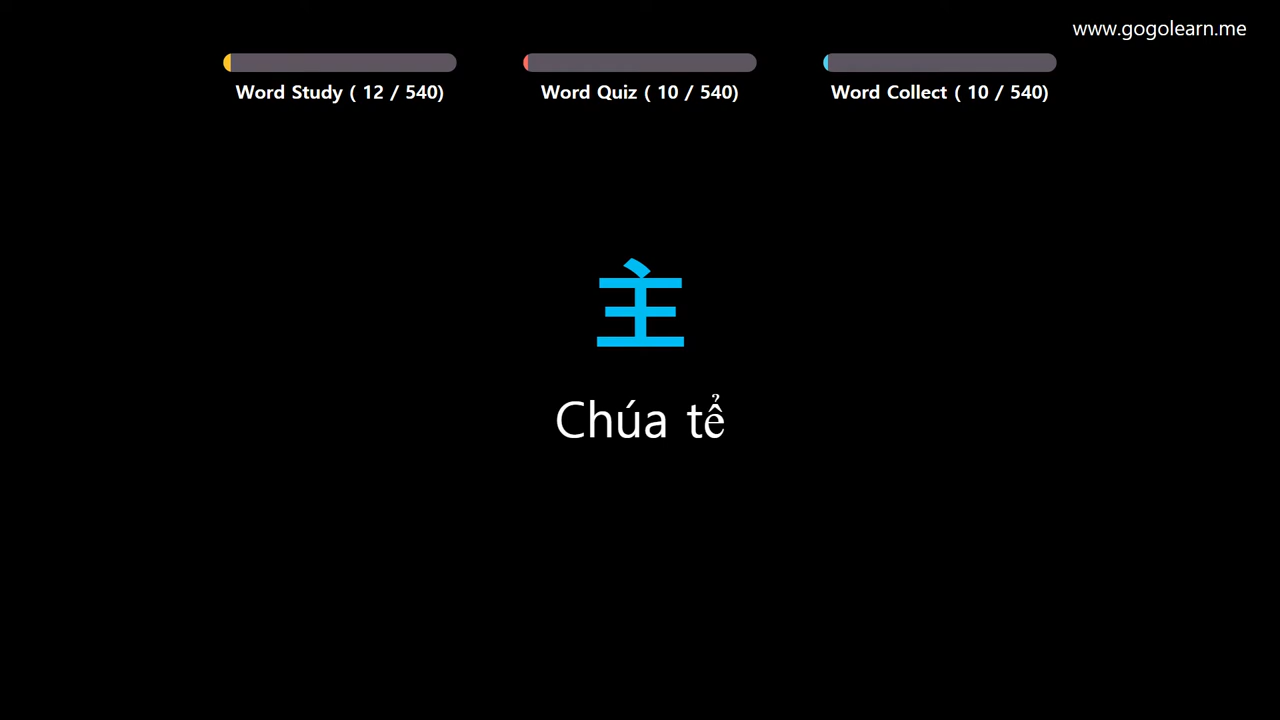 www.gogolearn.me
Word Study ( 12 / 540)
Word Quiz ( 10 / 540)
Word Collect ( 10 / 540)
主
Chúa tể